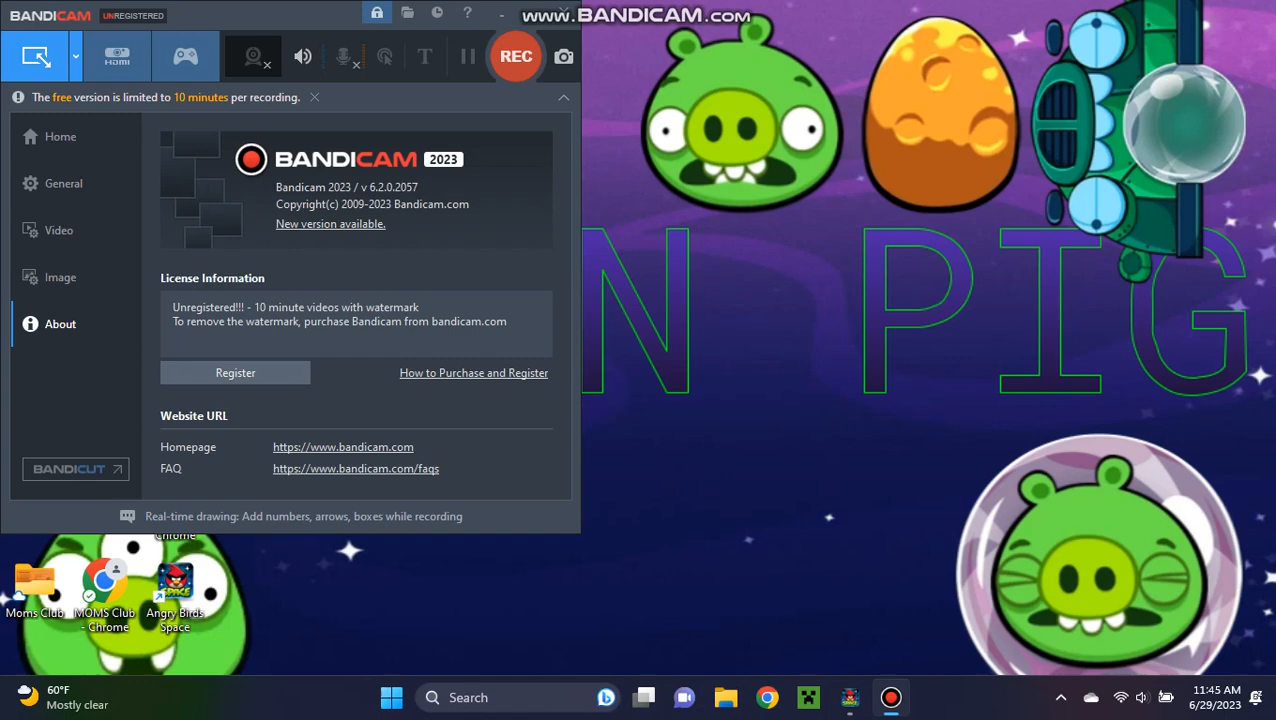 BANDICAM UNREGISTERED
www.BANDICAM.com
HDMI
T
REC
The free version is limited to 10 minutes per recording.
Home
General
Video
Image
About
BANDICAM 2023
Bandicam 2023 / v 6.2.0.2057
Copyright(c) 2009-2023 Bandicam.com
New version available.
License Information
Unregistered!!! - 10 minute videos with watermark
To remove the watermark, purchase Bandicam from bandicam.com
Register
How to Purchase and Register
Website URL
Homepage https://www.bandicam.com
FAQ https://www.bandicam.com/faqs
BANDICUT
Real-time drawing: Add numbers, arrows, boxes while recording
N PIG
Chrome
Moms Club
MOMS Club
- Chrome
SPACE
Angry Birds
Space
60°F
Mostly clear
Search
11:45 AM
6/29/2023